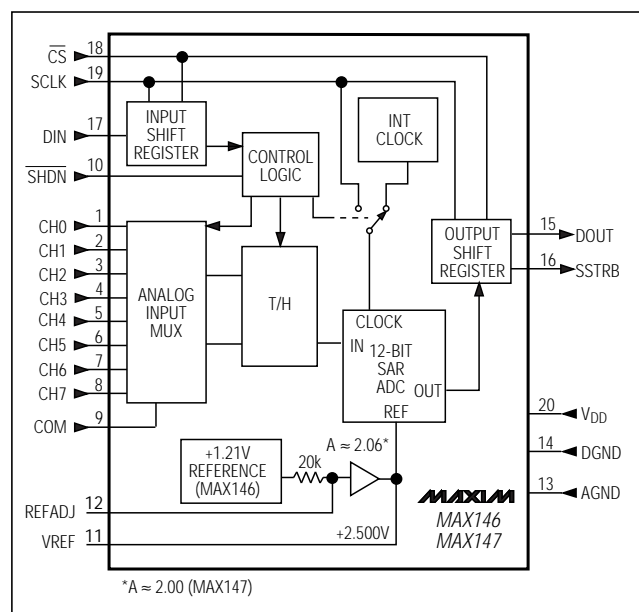 CS 18
SCLK 19
DIN 17
SHDN 10
CH0 1
CH1 2
CH2 3
CH3 4
CH4 5
CH5 6
CH6 7
CH7 8
COM 9
REFADJ 12
VREF 11
INPUT
SHIFT
REGISTER
CONTROL
LOGIC
INT
CLOCK
ANALOG
INPUT
MUX
T/H
CLOCK
IN
12-BIT
SAR
ADC
OUT
REF
OUTPUT
SHIFT
REGISTER
15 DOUT
16 SSTRB
20 VDD
14 DGND
13 AGND
+1.21V
REFERENCE
(MAX146)
20k
A ≈ 2.06*
+2.500V
MAXIM
MAX146
MAX147
*A ≈ 2.00 (MAX147)